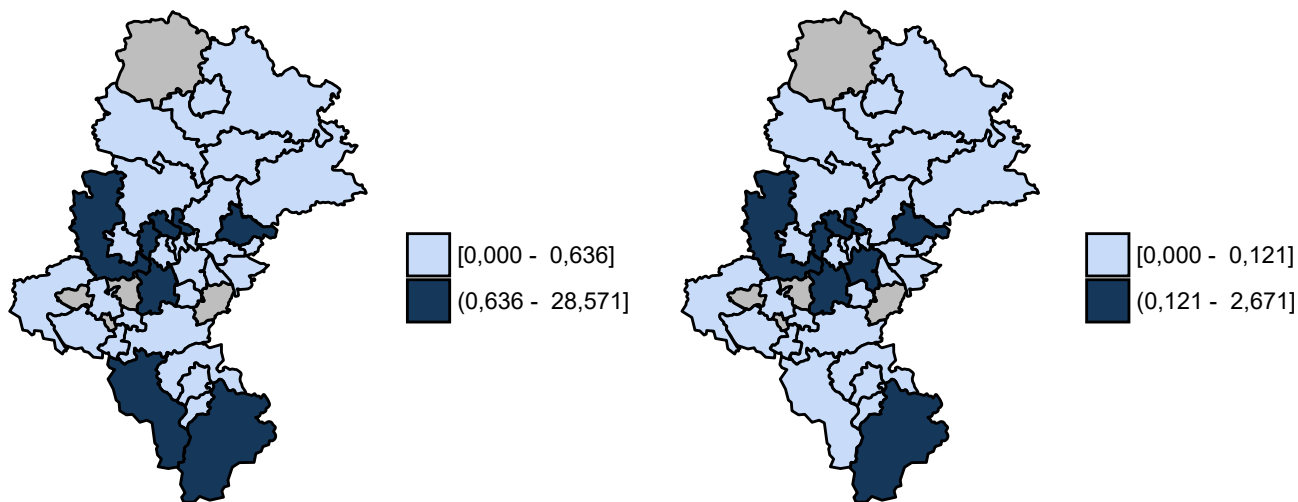 [0,000 -  0,636]
(0,636 -  28,571]
[0,000 -  0,121]
(0,121 -  2,671]